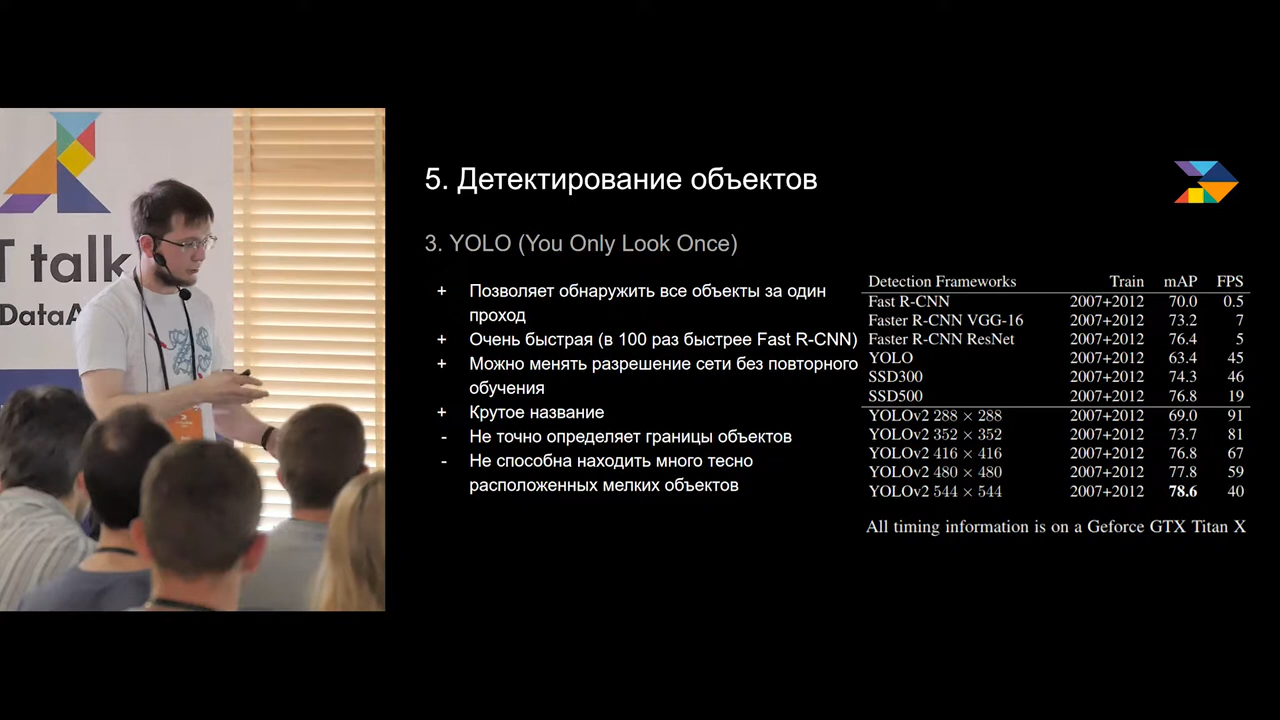 T talk
DataA
5. Детектирование объектов
3. YOLO (You Only Look Once)
+ Позволяет обнаружить все объекты за один
проход
+ Очень быстрая (в 100 раз быстрее Fast R-CNN)
+ Можно менять разрешение сети без повторного
обучения
+ Крутое название
- Не точно определяет границы объектов
- Не способна находить много тесно
расположенных мелких объектов
Detection Frameworks Train mAP FPS
Fast R-CNN 2007+2012 70.0 0.5
Faster R-CNN VGG-16 2007+2012 73.2 7
Faster R-CNN ResNet 2007+2012 76.4 5
YOLO 2007+2012 63.4 45
SSD300 2007+2012 74.3 46
SSD500 2007+2012 76.8 19
YOLOv2 288 × 288 2007+2012 69.0 91
YOLOv2 352 × 352 2007+2012 73.7 81
YOLOv2 416 × 416 2007+2012 76.8 67
YOLOv2 480 × 480 2007+2012 77.8 59
YOLOv2 544 × 544 2007+2012 78.6 40
All timing information is on a Geforce GTX Titan X